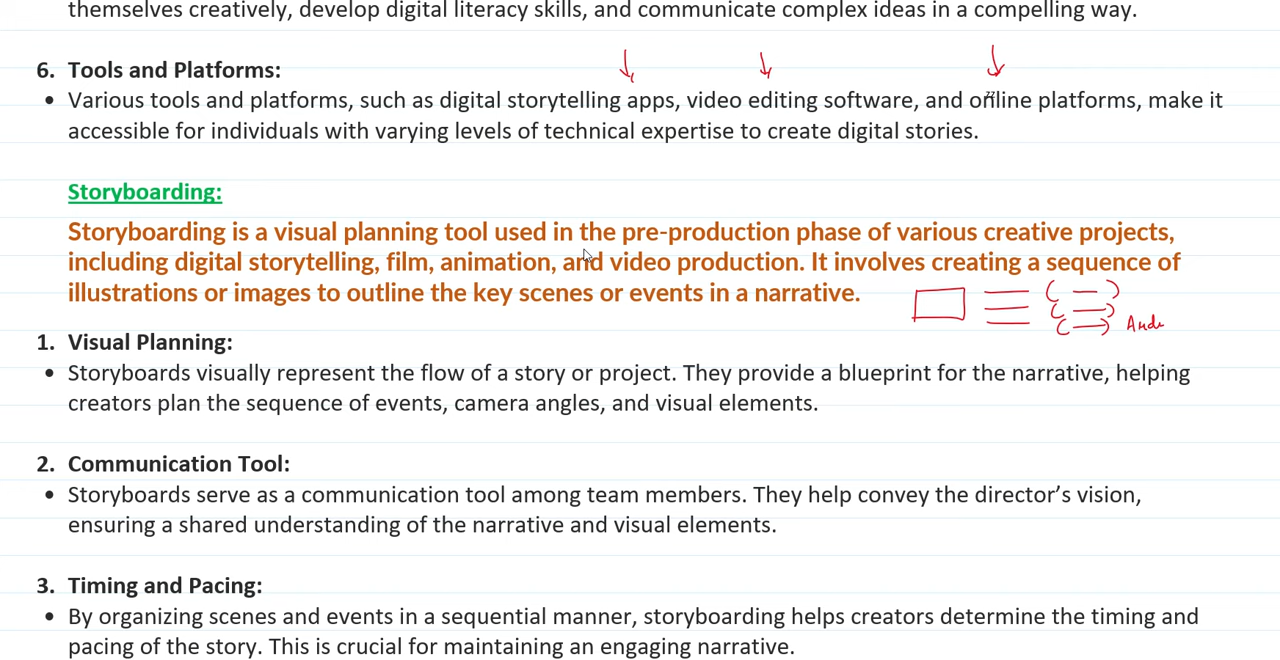 themselves creatively, develop digital literacy skills, and communicate complex ideas in a compelling way.
6. Tools and Platforms:
• Various tools and platforms, such as digital storytelling apps, video editing software, and online platforms, make it
accessible for individuals with varying levels of technical expertise to create digital stories.
Storyboarding:
Storyboarding is a visual planning tool used in the pre-production phase of various creative projects,
including digital storytelling, film, animation, and video production. It involves creating a sequence of
illustrations or images to outline the key scenes or events in a narrative.
1. Visual Planning:
• Storyboards visually represent the flow of a story or project. They provide a blueprint for the narrative, helping
creators plan the sequence of events, camera angles, and visual elements.
2. Communication Tool:
• Storyboards serve as a communication tool among team members. They help convey the director's vision,
ensuring a shared understanding of the narrative and visual elements.
3. Timing and Pacing:
• By organizing scenes and events in a sequential manner, storyboarding helps creators determine the timing and
pacing of the story. This is crucial for maintaining an engaging narrative.